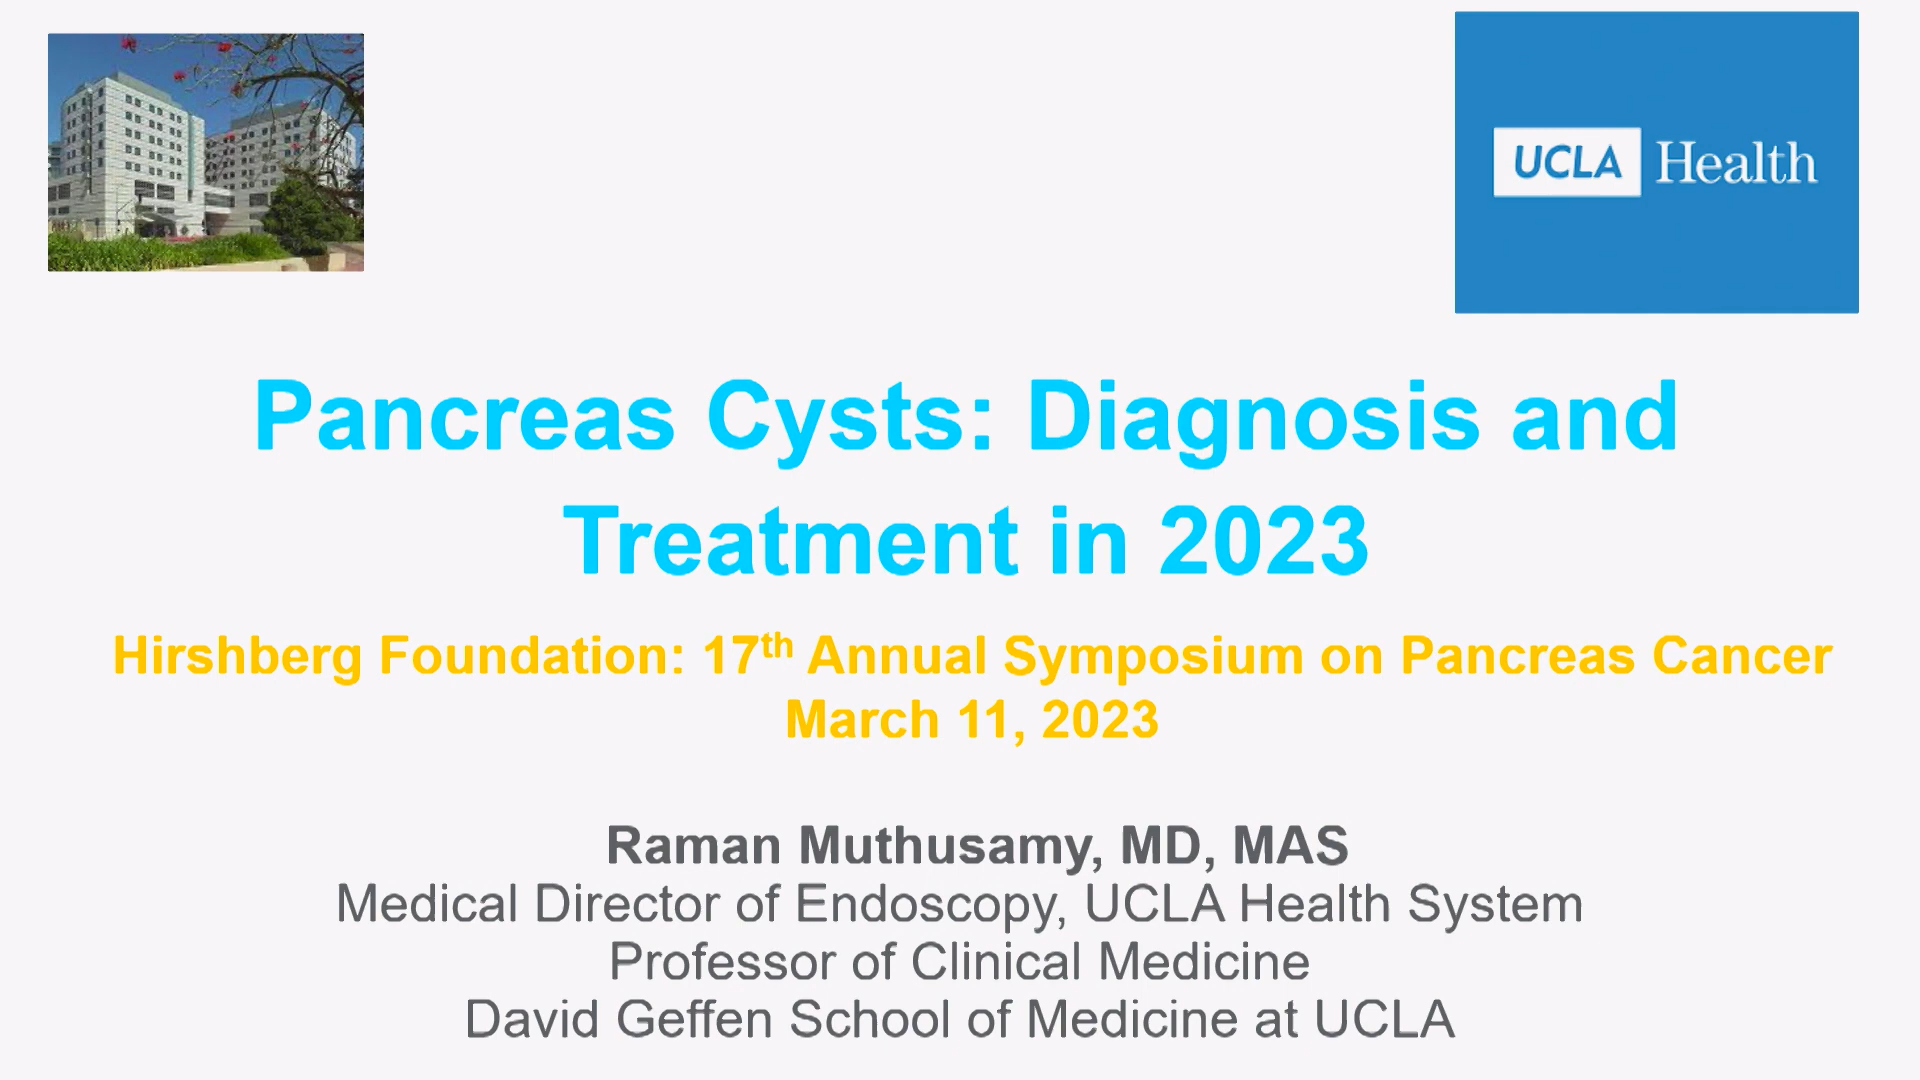 UCLA Health
Pancreas Cysts: Diagnosis and
Treatment in 2023
Hirshberg Foundation: 17th Annual Symposium on Pancreas Cancer
March 11, 2023
Raman Muthusamy, MD, MAS
Medical Director of Endoscopy, UCLA Health System
Professor of Clinical Medicine
David Geffen School of Medicine at UCLA